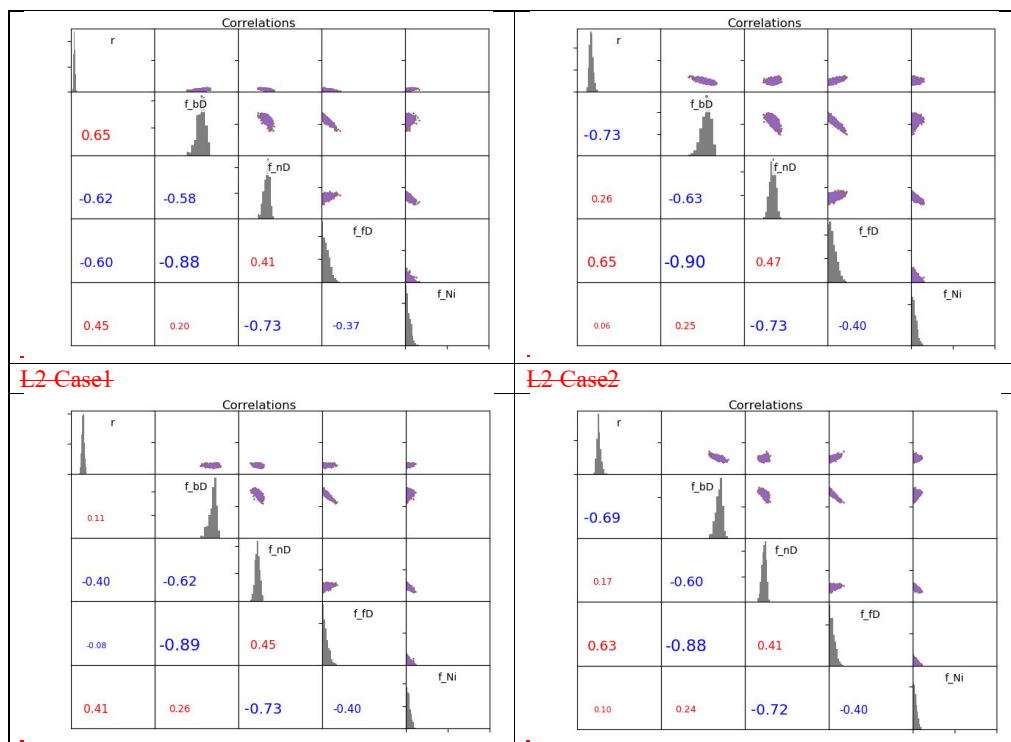 Correlations
r
f_bD
0.65
f_nD
-0.62 -0.58
f_fD
-0.60 -0.88 0.41
f_Ni
0.45 0.20 -0.73 -0.37
Correlations
r
f_bD
-0.73
f_nD
0.26 -0.63
f_fD
0.65 -0.90 0.47
f_Ni
0.06 0.25 -0.73 -0.40
L2 Case1
L2 Case2
Correlations
r
f_bD
0.11
f_nD
-0.40 -0.62
f_fD
-0.08 -0.89 0.45
f_Ni
0.41 0.26 -0.73 -0.40
Correlations
r
f_bD
-0.69
f_nD
0.17 -0.60
f_fD
0.63 -0.88 0.41
f_Ni
0.10 0.24 -0.72 -0.40